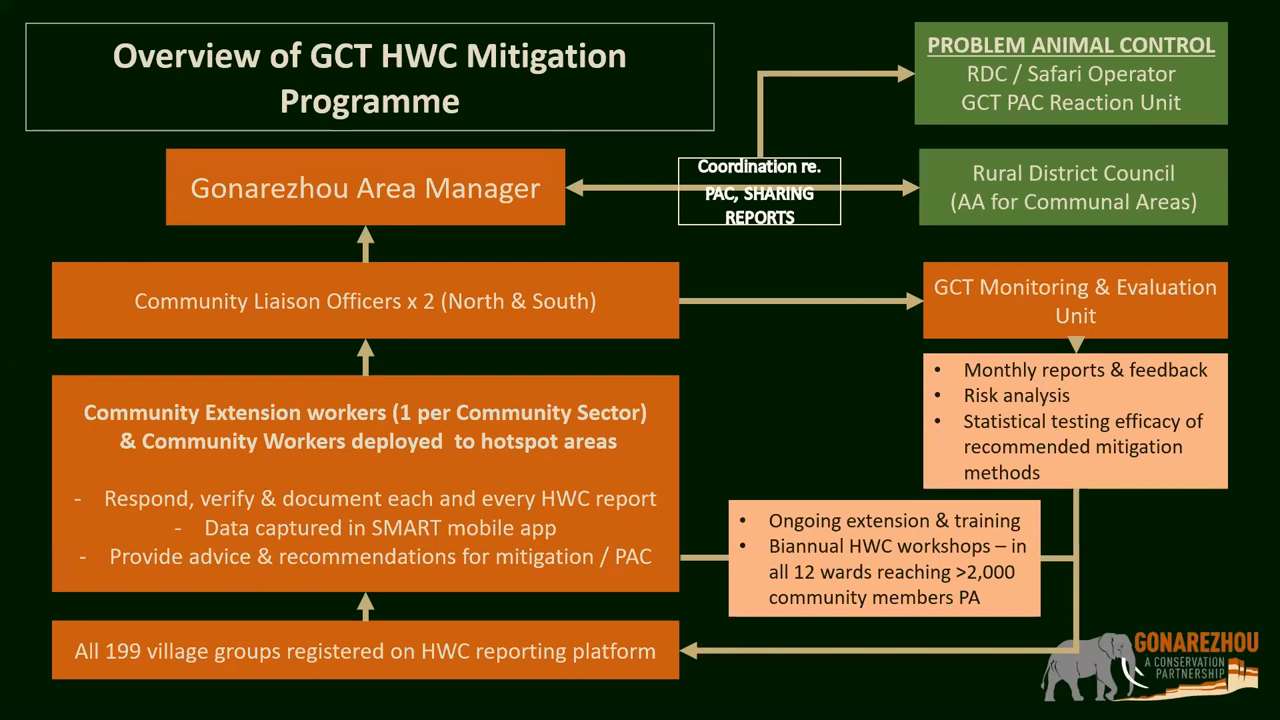 Overview of GCT HWC Mitigation
Programme
PROBLEM ANIMAL CONTROL
RDC / Safari Operator
GCT PAC Reaction Unit
Gonarezhou Area Manager
Coordination re.
PAC, SHARING
REPORTS
Rural District Council
(AA for Communal Areas)
Community Liaison Officers x 2 (North & South)
GCT Monitoring & Evaluation
Unit
• Monthly reports & feedback
• Risk analysis
• Statistical testing efficacy of
recommended mitigation
methods
Community Extension workers (1 per Community Sector)
& Community Workers deployed to hotspot areas
- Respond, verify & document each and every HWC report
- Data captured in SMART mobile app
- Provide advice & recommendations for mitigation / PAC
• Ongoing extension & training
• Biannual HWC workshops – in
all 12 wards reaching >2,000
community members PA
All 199 village groups registered on HWC reporting platform
GONAREZHOU
A CONSERVATION
PARTNERSHIP